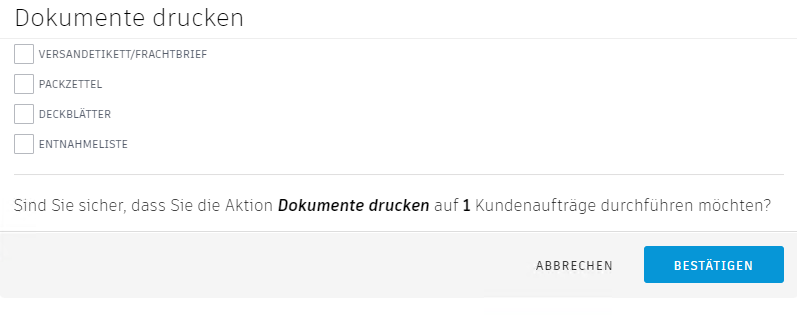 Dokumente drucken
VERSANDETIKETT/FRACHTBRIEF
PACKZETTEL
DECKBLÄTTER
ENTNAHMELISTE
Sind Sie sicher, dass Sie die Aktion Dokumente drucken auf 1 Kundenaufträge durchführen möchten?
ABBRECHEN BESTÄTIGEN